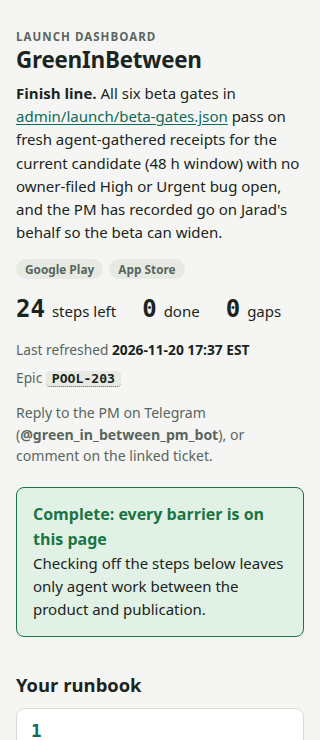 LAUNCH DASHBOARD
GreenInBetween
Finish line. All six beta gates in
admin/launch/beta-gates.json pass on
fresh agent-gathered receipts for the
current candidate (48 h window) with no
owner-filed High or Urgent bug open,
and the PM has recorded go on Jarad's
behalf so the beta can widen.
Google Play App Store
24 steps left 0 done 0 gaps
Last refreshed 2026-11-20 17:37 EST
Epic POOL-203
Reply to the PM on Telegram
(@green_in_between_pm_bot), or
comment on the linked ticket.
Complete: every barrier is on
this page
Checking off the steps below leaves
only agent work between the
product and publication.
Your runbook
1